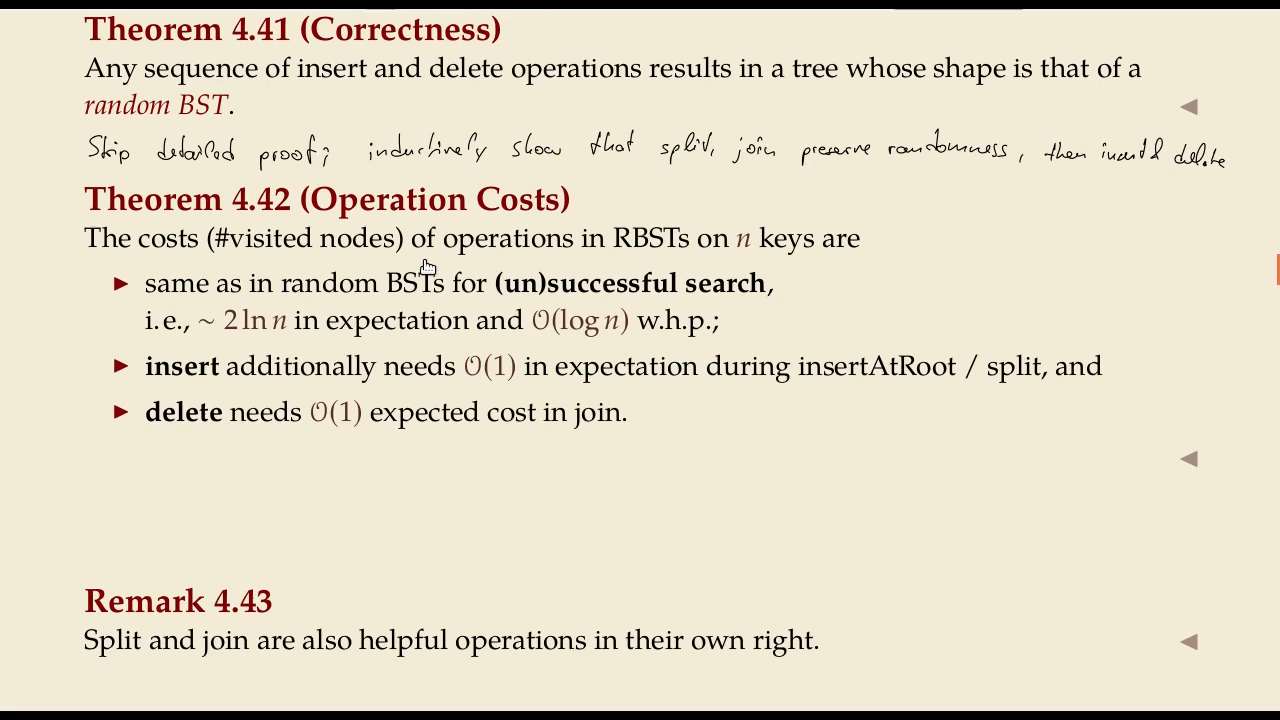 Theorem 4.41 (Correctness)
Any sequence of insert and delete operations results in a tree whose shape is that of a
random BST. ◀
Skip detailed proof; inductively show that split, join preserve randomness, then insert & delete
Theorem 4.42 (Operation Costs)
The costs (#visited nodes) of operations in RBSTs on n keys are
▶ same as in random BSTs for (un)successful search,
i. e., ∼ 2 ln n in expectation and O(log n) w.h.p.;
▶ insert additionally needs O(1) in expectation during insertAtRoot / split, and
▶ delete needs O(1) expected cost in join.
◀
Remark 4.43
Split and join are also helpful operations in their own right. ◀